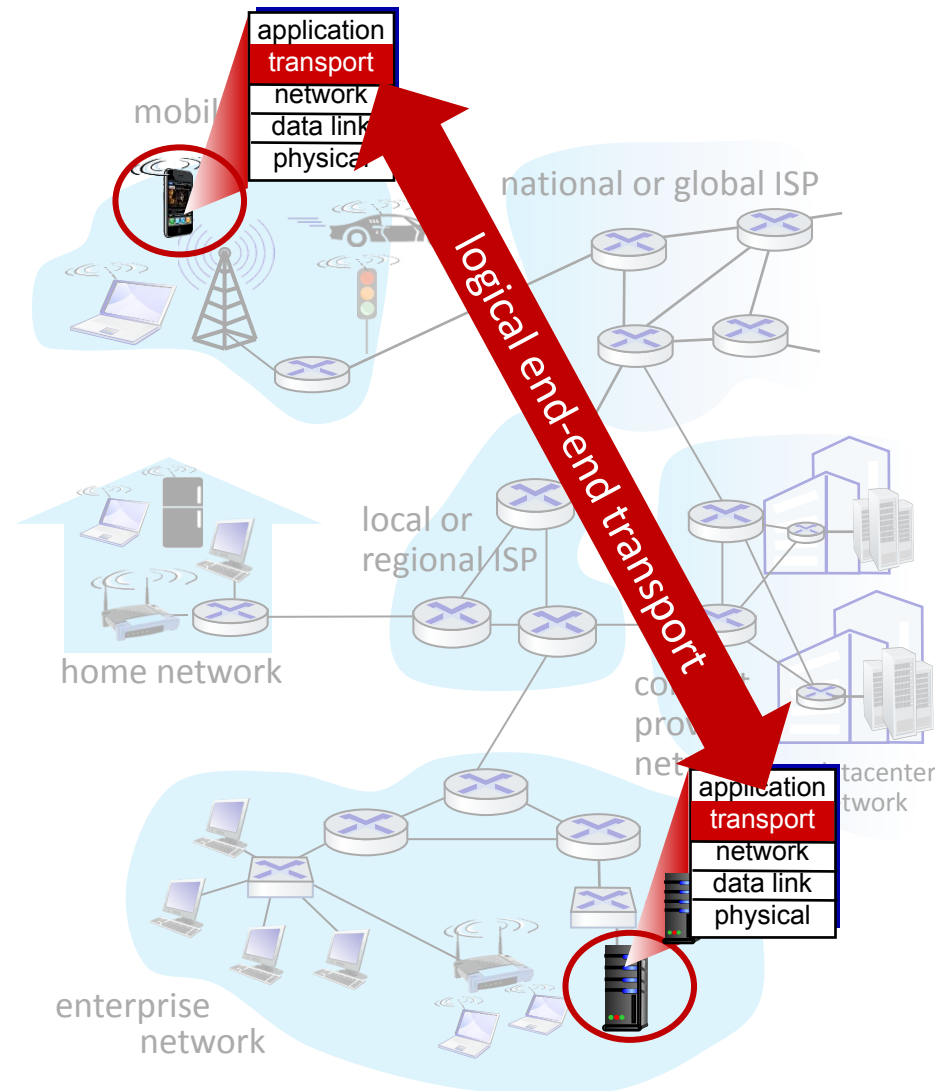 application
transport
network
data link
physical
mobil
national or global ISP
logical end-end transport
local or
regional ISP
home network
application
transport
network
data link
physical
enterprise
network